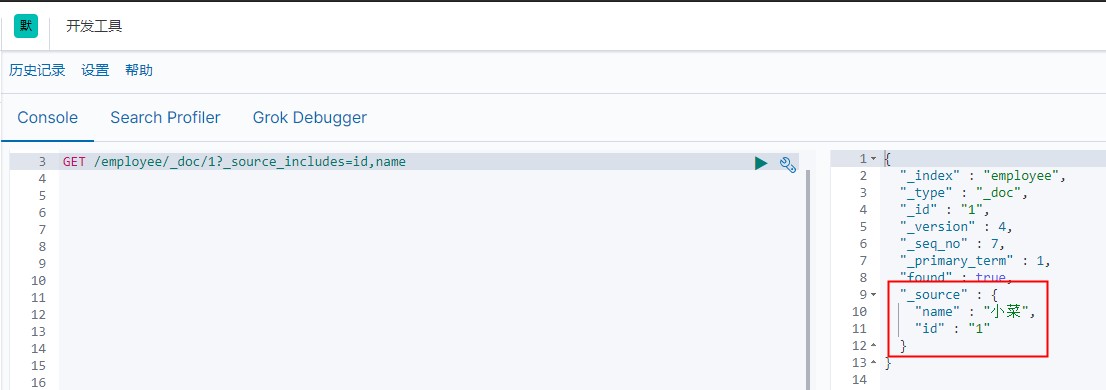 默 开发工具
历史记录 设置 帮助
Console Search Profiler Grok Debugger
3 GET /employee/_doc/1?_source_includes=id,name
4
5
6
7
8
9
10
11
12
13
14
15
16
1 {
2 "_index" : "employee",
3 "_type" : "_doc",
4 "_id" : "1",
5 "_version" : 4,
6 "_seq_no" : 7,
7 "_primary_term" : 1,
8 "found" : true,
9 "_source" : {
10 "name" : "小菜",
11 "id" : "1"
12 }
13 }
14